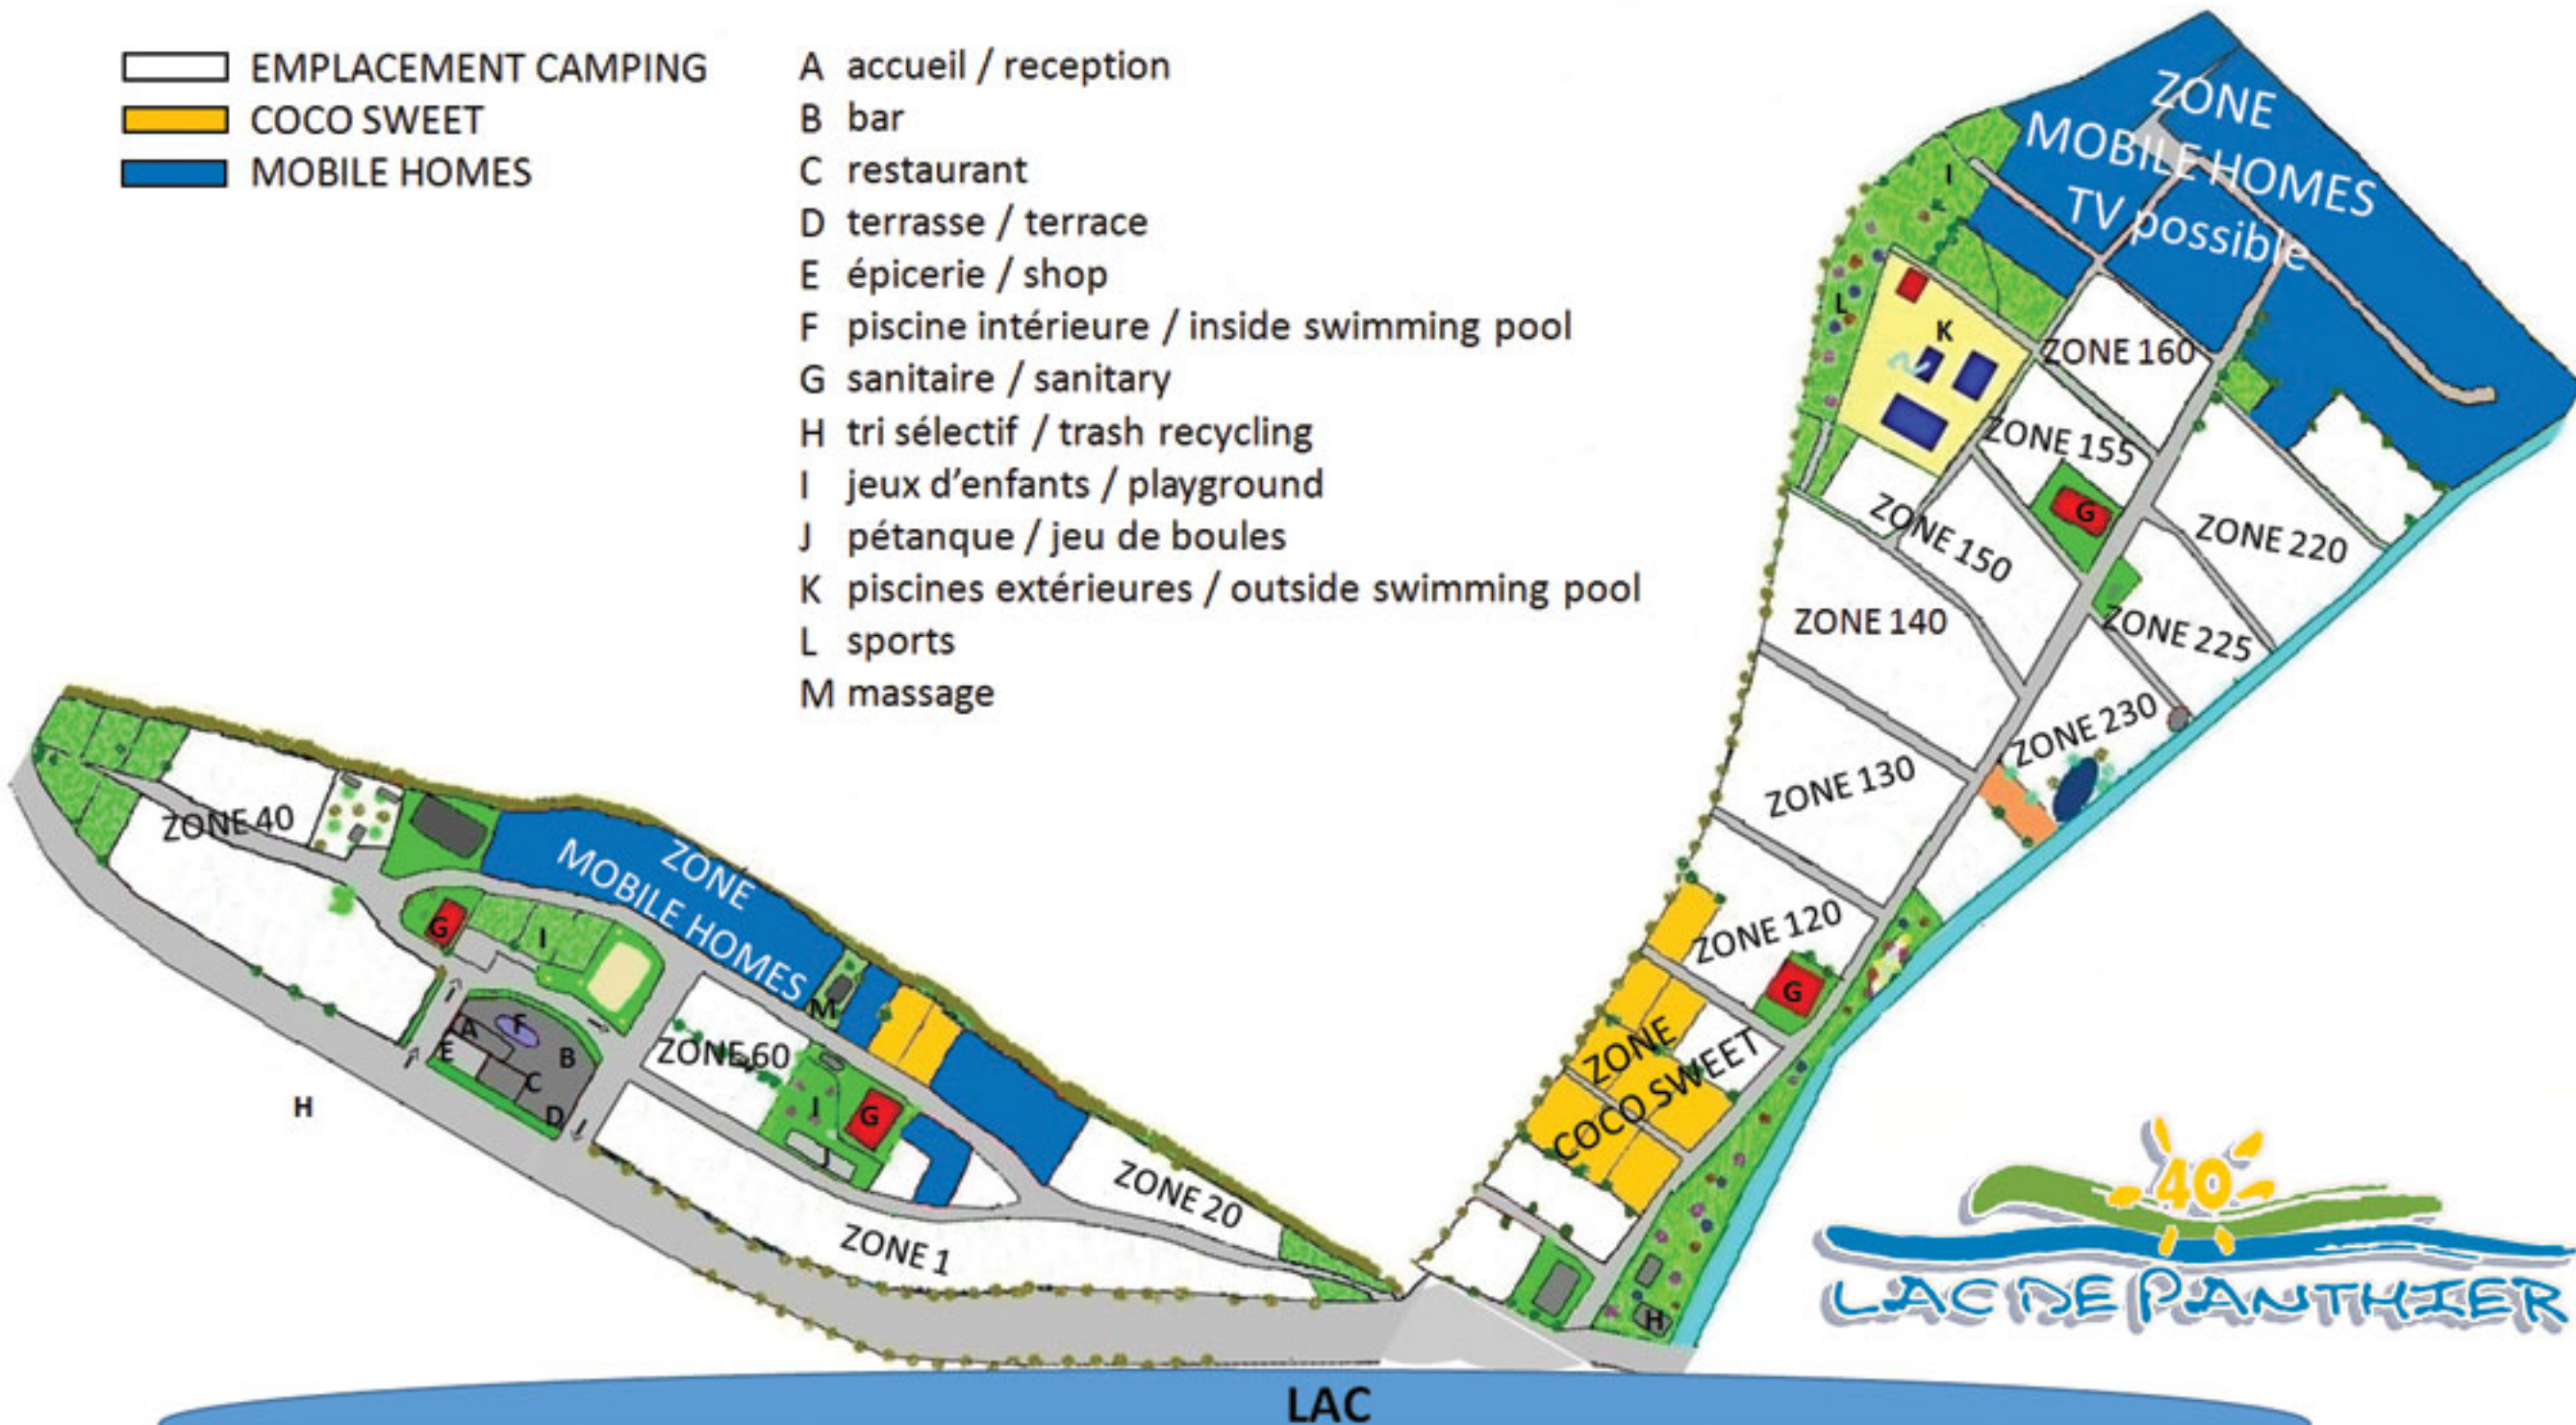 EMPLACEMENT CAMPING
COCO SWEET
MOBILE HOMES
A accueil / reception
B bar
C restaurant
D terrasse / terrace
E épicerie / shop
F piscine intérieure / inside swimming pool
G sanitaire / sanitary
H tri sélectif / trash recycling
I jeux d'enfants / playground
J pétanque / jeu de boules
K piscines extérieures / outside swimming pool
L sports
M massage
ZONE
MOBILE HOMES
TV possible
I
L
K
ZONE 160
ZONE 155
G
ZONE 150
ZONE 220
ZONE 140
ZONE 225
ZONE 230
ZONE 130
ZONE 120
G
ZONE
COCO SWEET
H
ZONE 40
ZONE
MOBILE HOMES
G
I
M
A
F
E
B
C
D
H
ZONE 60
I
G
J
ZONE 20
ZONE 1
40
LAC DE PANTHIER
LAC